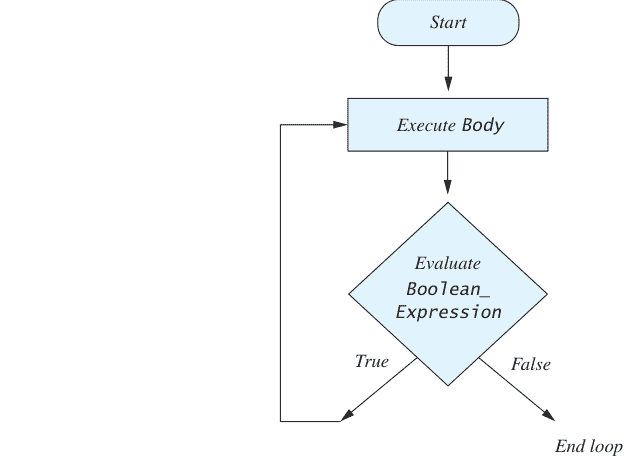 Start
Execute Body
Evaluate
Boolean_
Expression
True
False
End loop